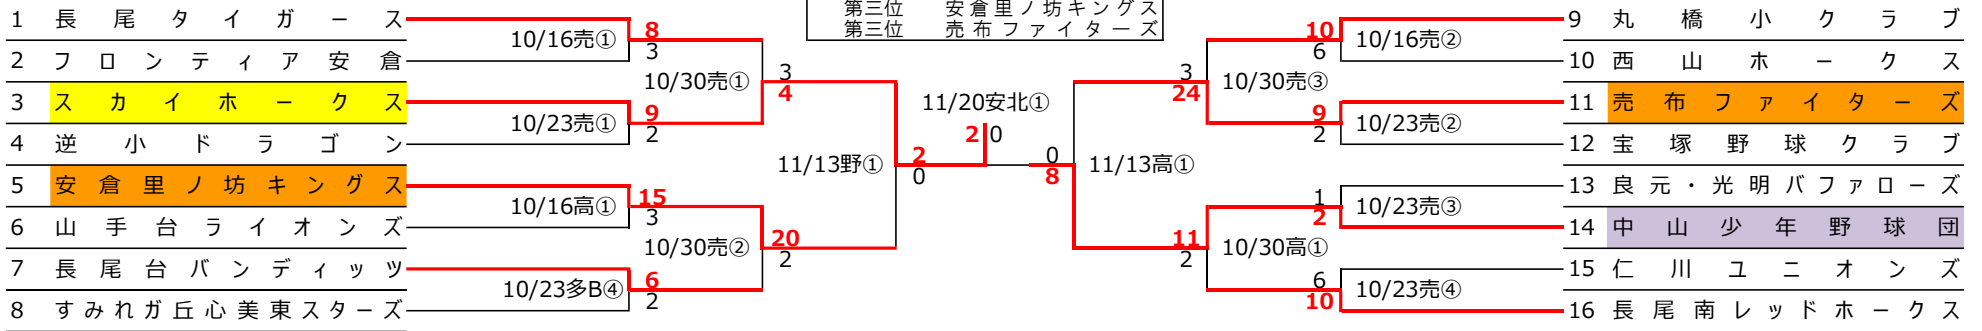 第三位 安倉里ノ坊キングス
第三位 売布ファイターズ
1 長尾タイガース
2 フロンティア安倉
3 スカイホークス
4 逆小ドラゴン
5 安倉里ノ坊キングス
6 山手台ライオンズ
7 長尾台バンディッツ
8 すみれガ丘心美東スターズ
10/16売① 8 3
10/23売① 9 2
10/16高① 15 3
10/23多B④ 6 2
10/30売① 3 4
10/30売② 20 2
11/13野① 2 0
11/20安北① 2 0
11/13高① 0 8
10/30売③ 3 24
10/30高① 11 2
10/16売② 10 6
10/23売② 9 2
10/23売③ 1 2
10/23売④ 6 10
9 丸橋小クラブ
10 西山ホークス
11 売布ファイターズ
12 宝塚野球クラブ
13 良元・光明バファローズ
14 中山少年野球団
15 仁川ユニオンズ
16 長尾南レッドホークス